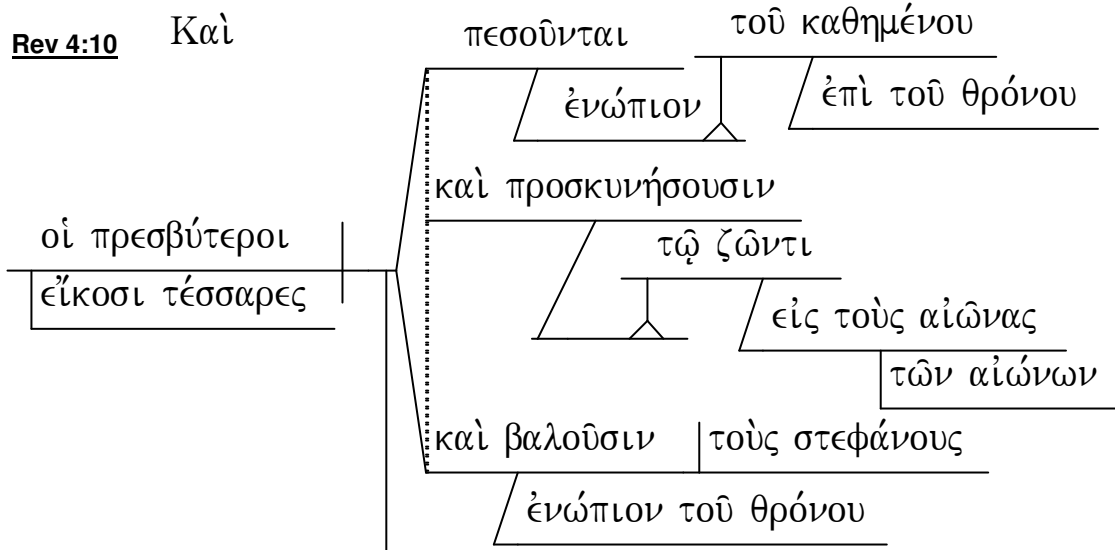 Rev 4:10 Καὶ
πεσοῦνται τοῦ καθημένου
ἐνώπιον ἐπὶ τοῦ θρόνου
καὶ προσκυνήσουσιν
οἱ πρεσβύτεροι τῷ ζῶντι
εἴκοσι τέσσαρες εἰς τοὺς αἰῶνας
τῶν αἰώνων
καὶ βαλοῦσιν τοὺς στεφάνους
ἐνώπιον τοῦ θρόνου